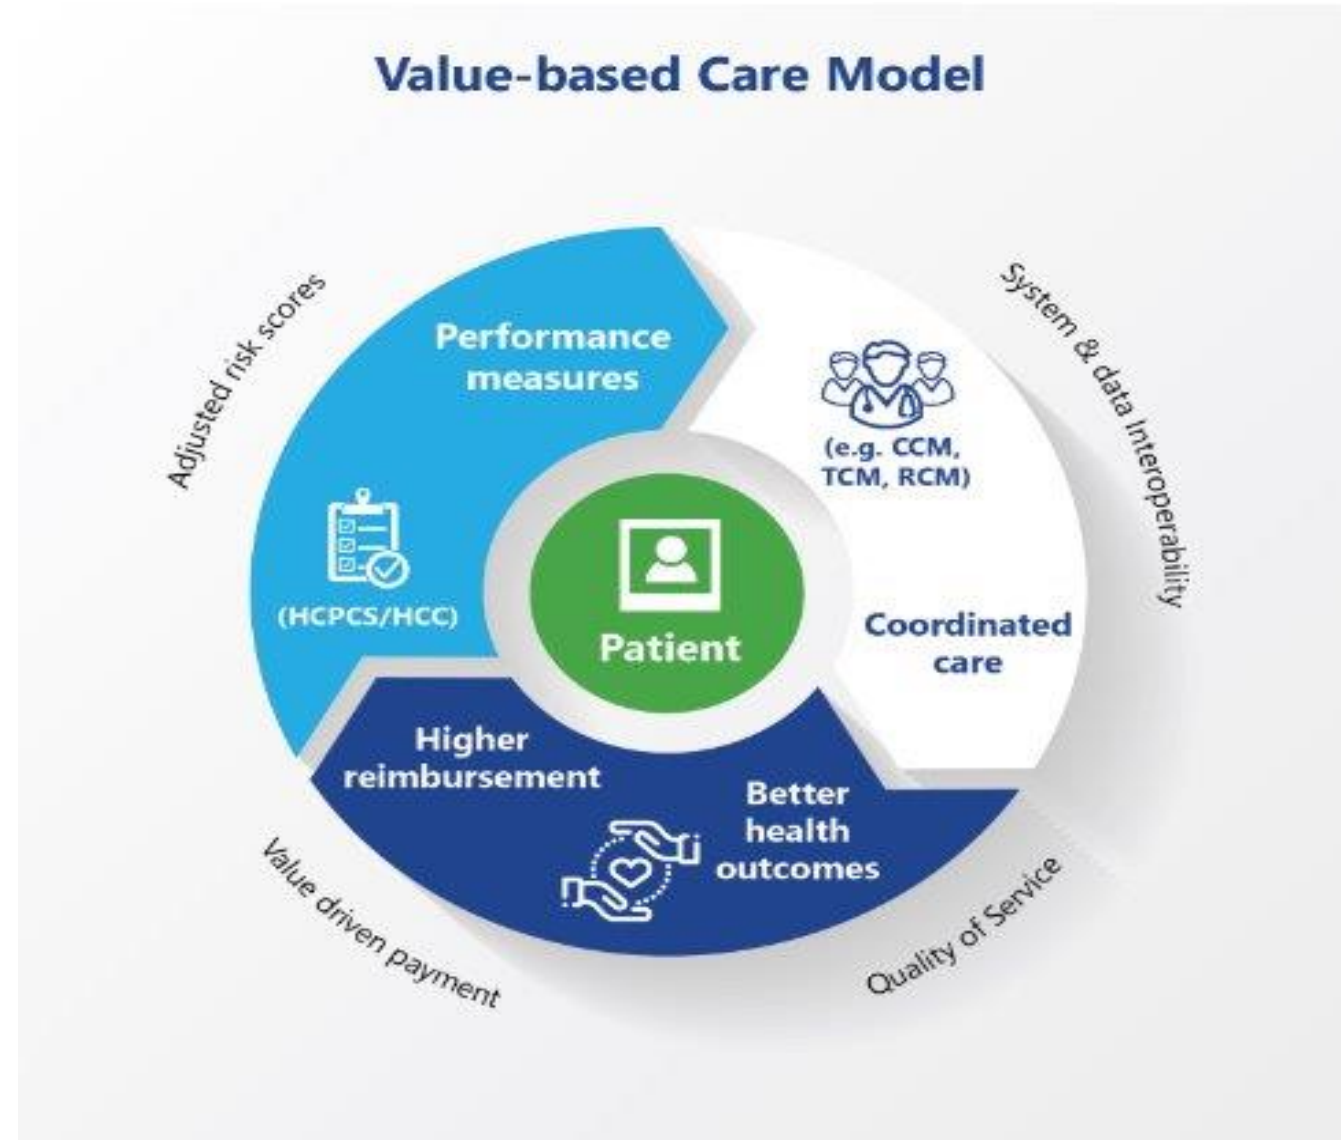 Value-based Care Model
Adjusted risk scores
System & data Interoperability
Performance
measures
(e.g. CCM,
TCM, RCM)
(HCPCS/HCC)
Patient
Coordinated
care
Higher
reimbursement
Better
health
outcomes
Value driven payment
Quality of Service